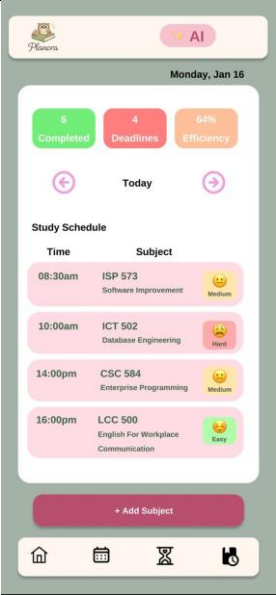 Planora
AI
Monday, Jan 16
6
Completed
4
Deadlines
64%
Efficiency
Today
Study Schedule
Time
Subject
08:30am
ISP 573
Software Improvement
Medium
10:00am
ICT 502
Database Engineering
Hard
14:00pm
CSC 584
Enterprise Programming
Medium
16:00pm
LCC 500
English For Workplace
Communication
Easy
+ Add Subject